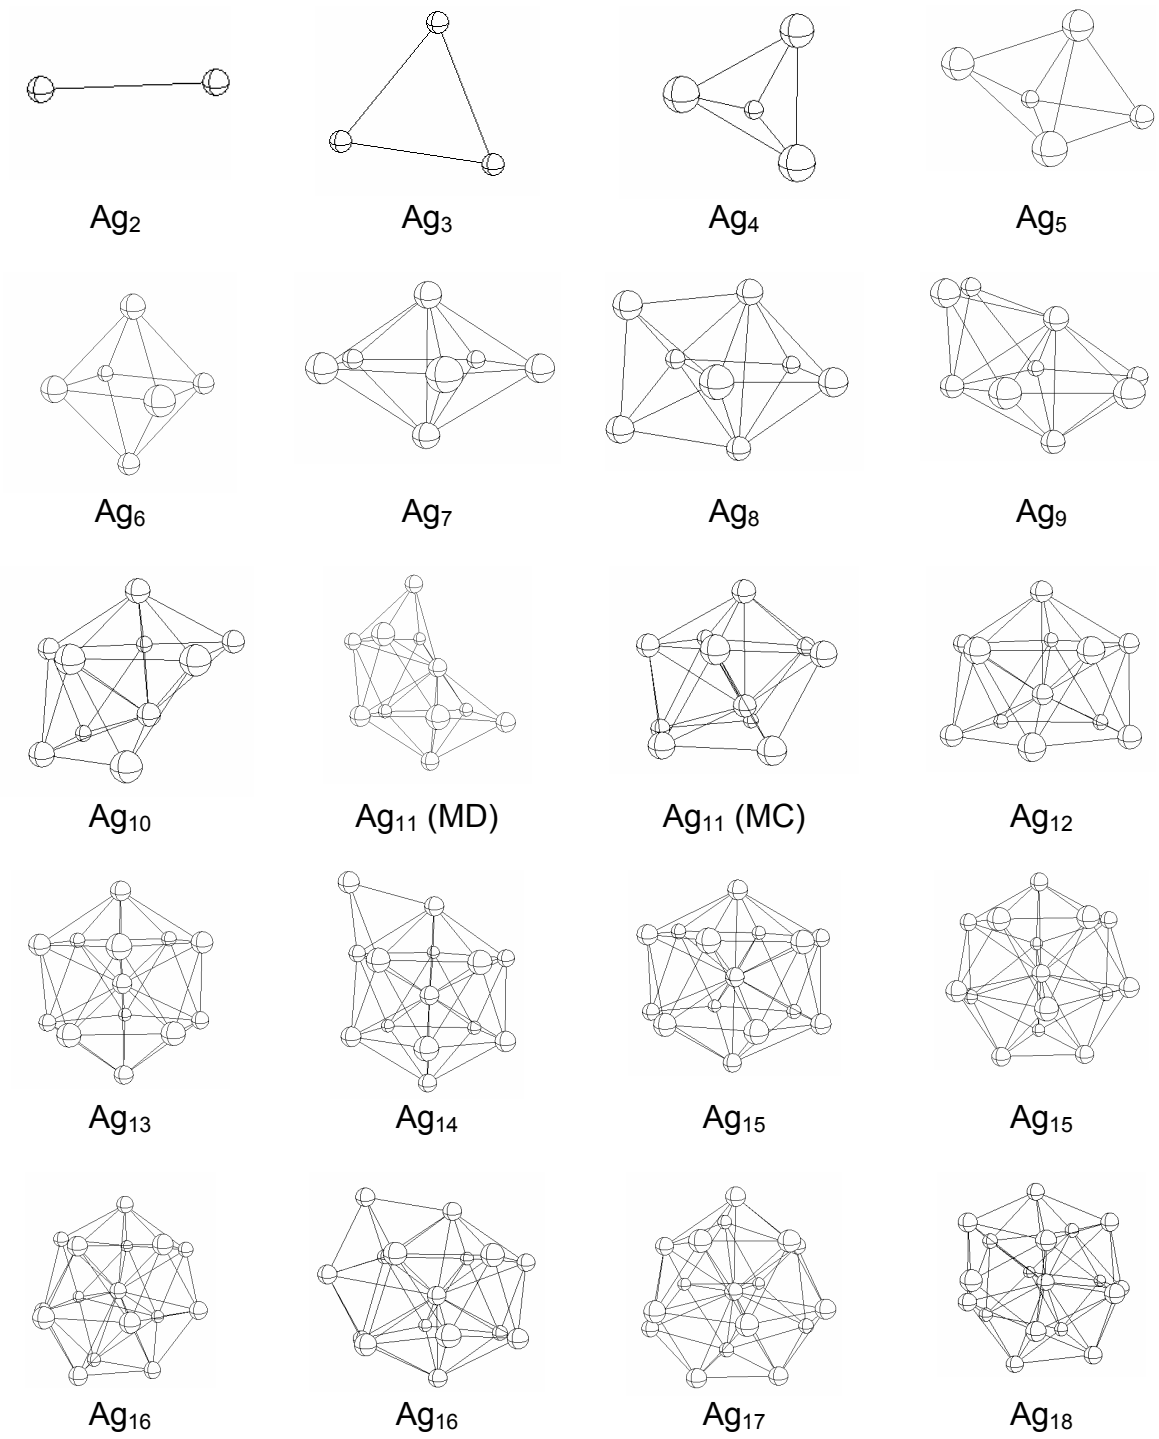 Ag₂ Ag₃ Ag₄ Ag₅
Ag₆ Ag₇ Ag₈ Ag₉
Ag₁₀ Ag₁₁ (MD) Ag₁₁ (MC) Ag₁₂
Ag₁₃ Ag₁₄ Ag₁₅ Ag₁₅
Ag₁₆ Ag₁₆ Ag₁₇ Ag₁₈